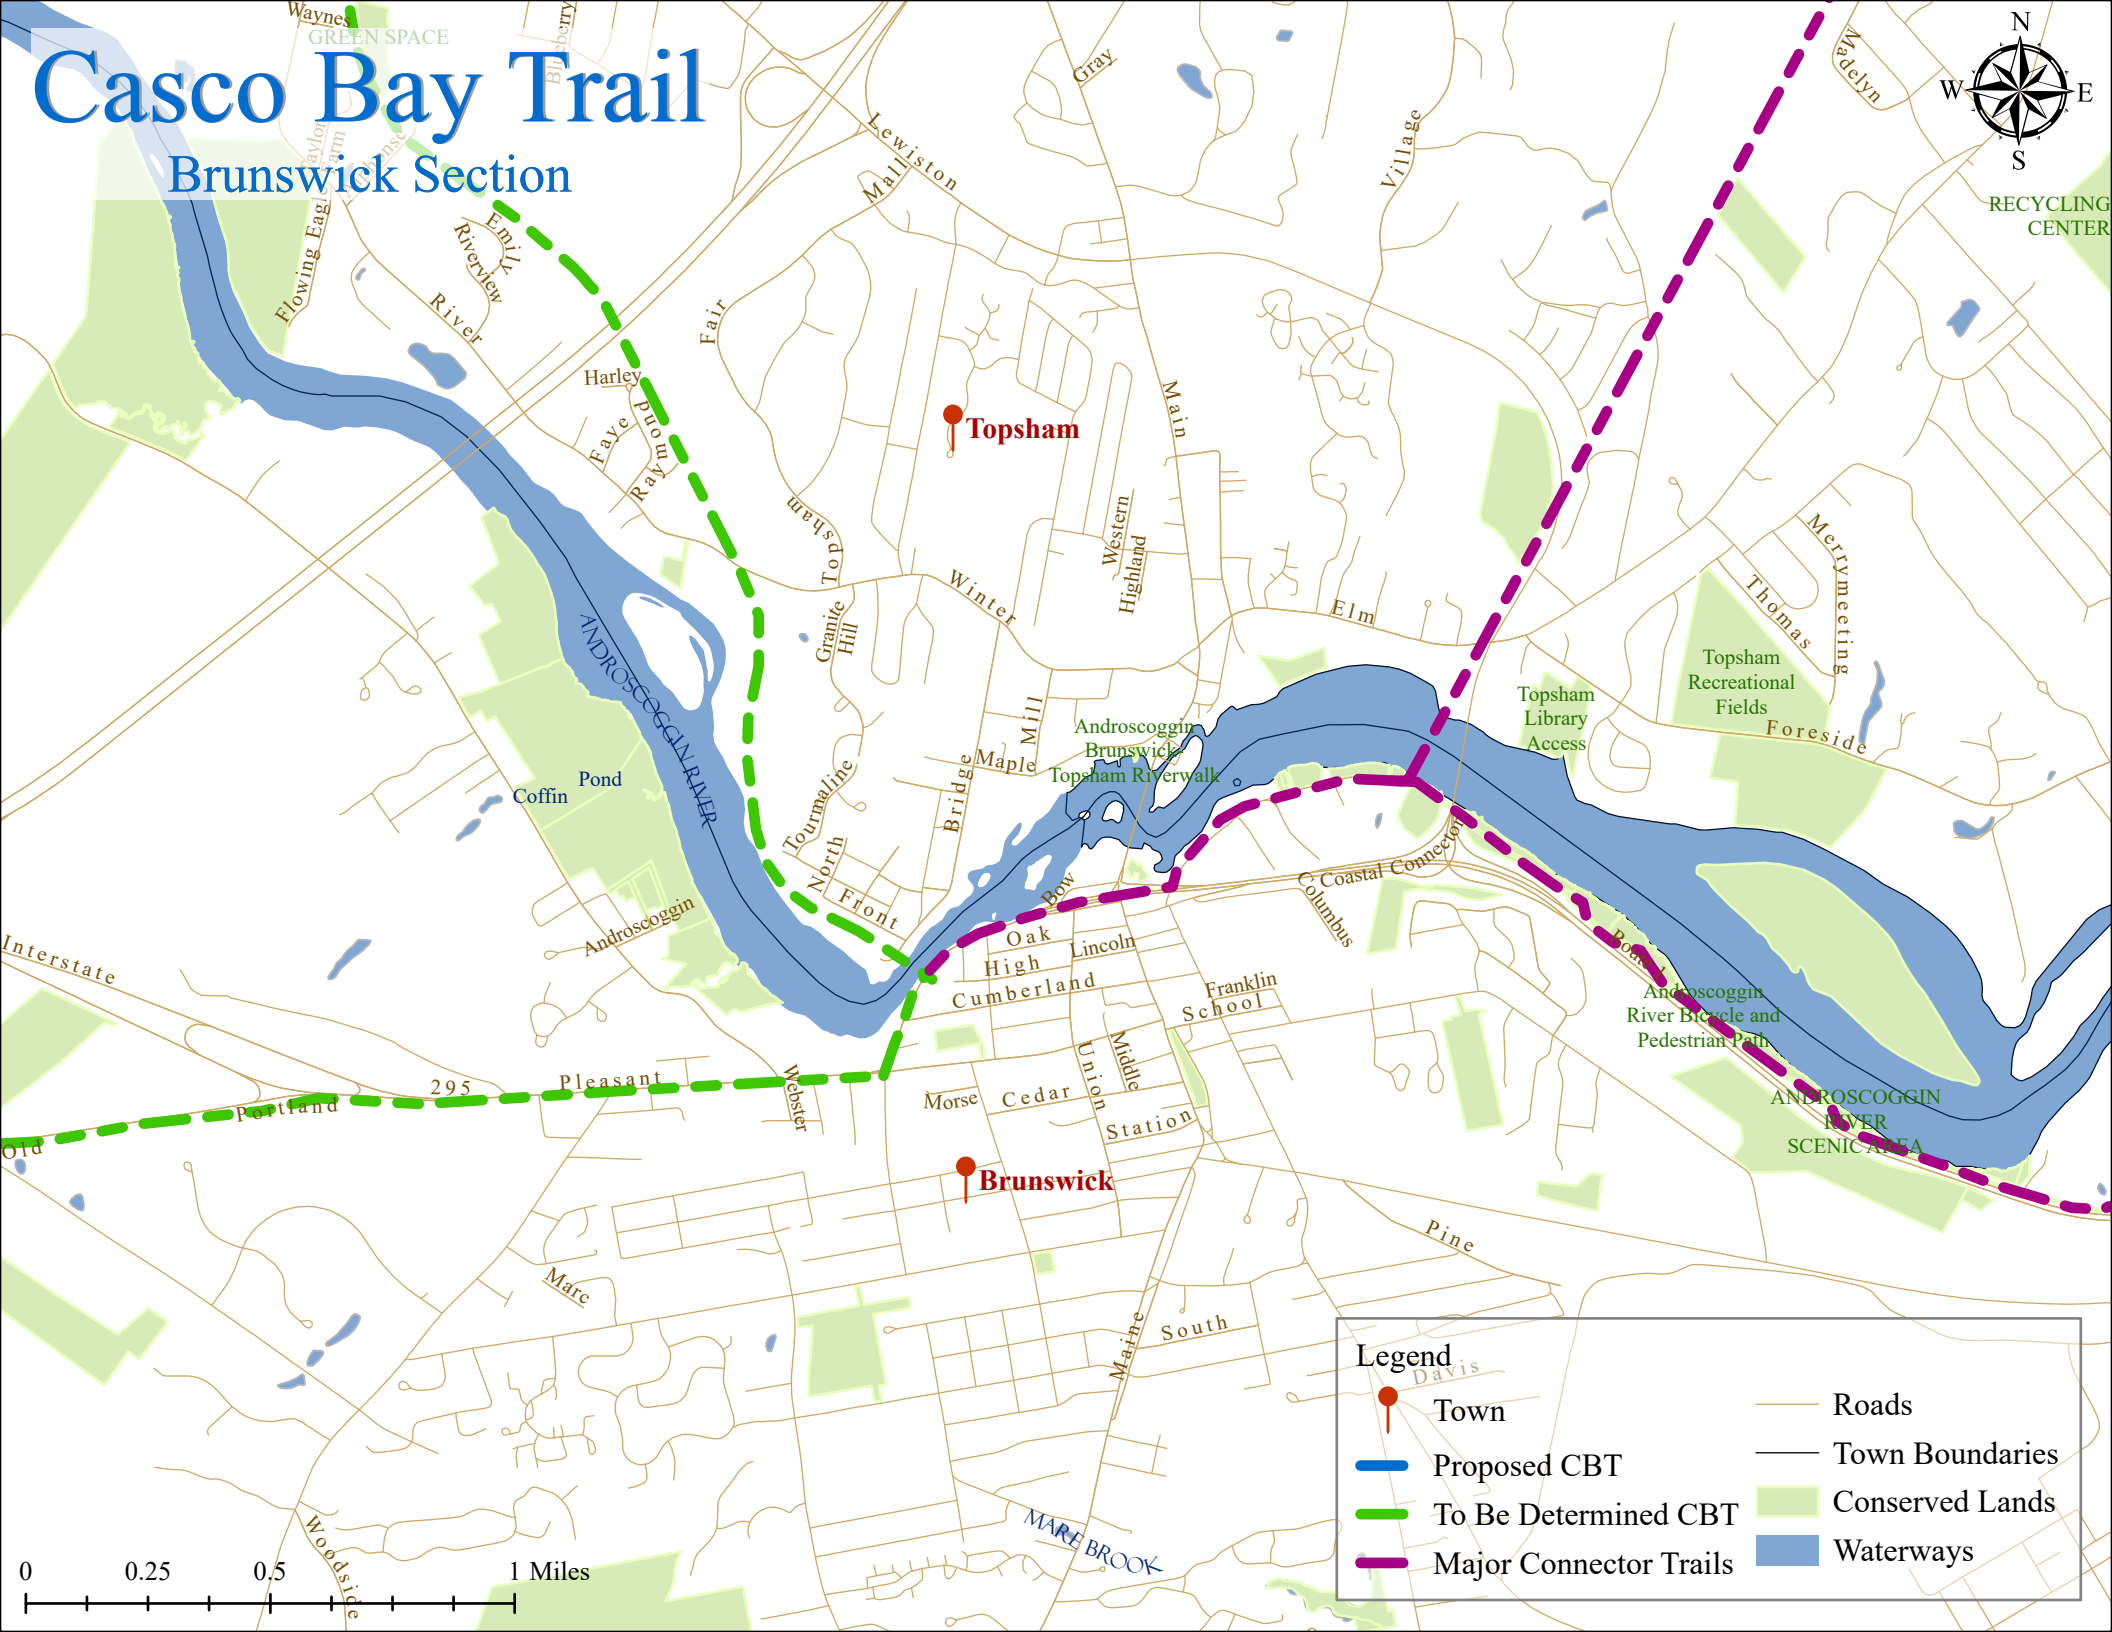 Waynes
GREEN SPACE
Blueberry
Casco Bay Trail
Brunswick Section
Taylor
Flowing Eagle Farm
Emily
Riverview
River
Lewiston
Mall
Gray
Village
Madelyn
N
W
E
S
RECYCLING
CENTER
Fair
Harley
Faye
Raymond
Topsham
Main
Topsham
Western
Highland
Winter
Elm
Granite
Hill
Merrymeeting
Thomas
Topsham
Recreational
Fields
Foreside
Topsham
Library
Access
ANDROSCOGGIN RIVER
Coffin
Pond
Mill
Maple
Bridge
Androscoggin
Brunswick-
Topsham Riverwalk
Tourmaline
North
Front
Bow
Coastal Connector
Columbus
Androscoggin
Interstate
Oak
Lincoln
High
Cumberland
Franklin
School
Androscoggin
River Bicycle and
Pedestrian Path
ANDROSCOGGIN
RIVER
SCENIC AREA
295
Pleasant
Portland
Old
Webster
Union
Middle
Morse
Cedar
Station
Brunswick
Pine
Marc
Maine
South
Davis
Woodside
MARE BROOK
0
0.25
0.5
1 Miles
Legend
Town
Proposed CBT
To Be Determined CBT
Major Connector Trails
Roads
Town Boundaries
Conserved Lands
Waterways